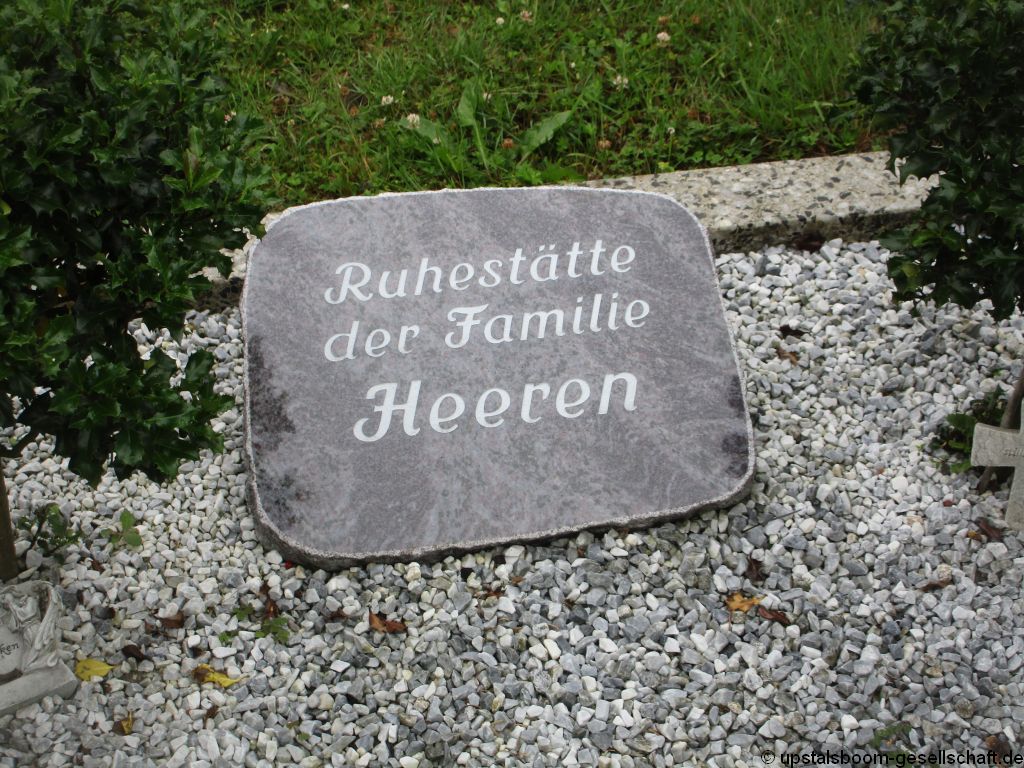 Ruhestätte
der Familie
Heeren
© upstalsboom-gesellschaft.de